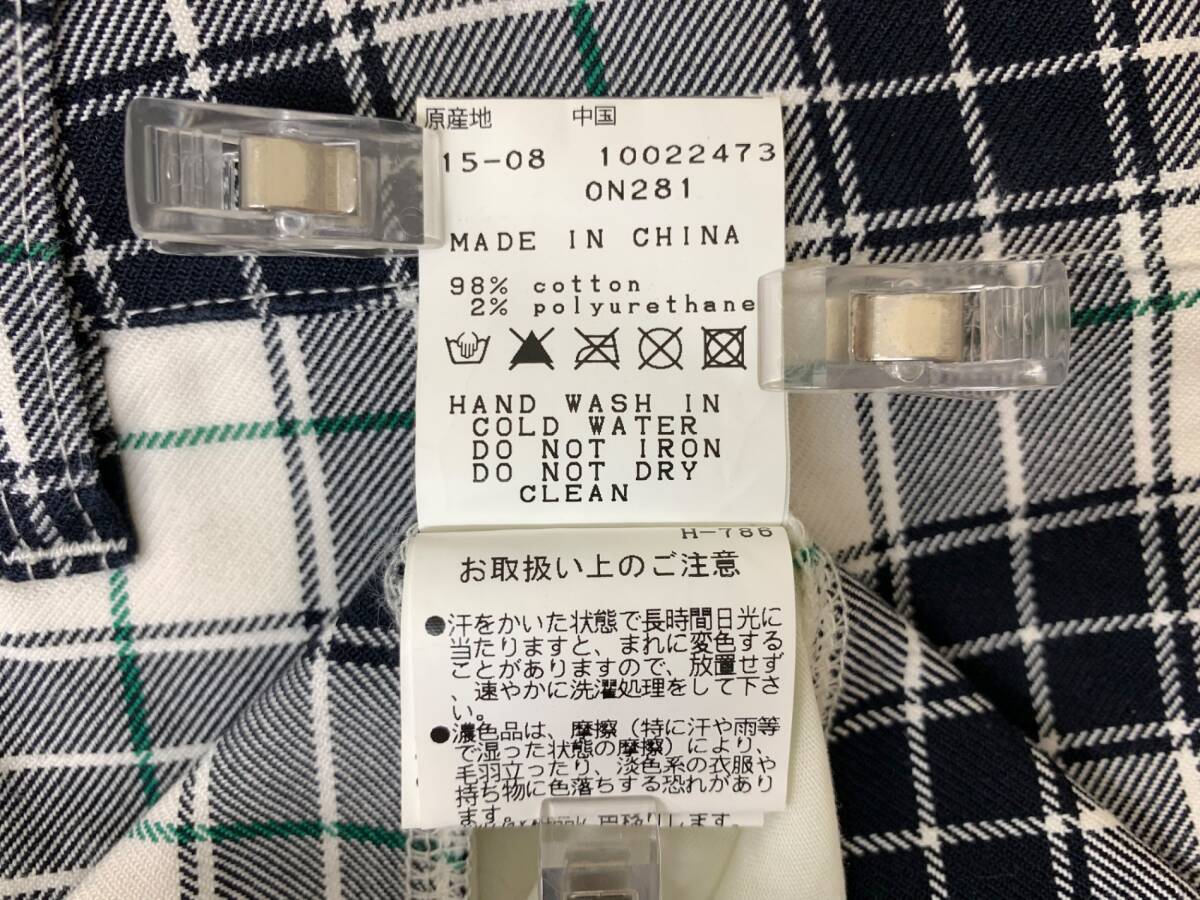 原産地 中国
15-08 10022473
0N281
MADE IN CHINA
98% cotton
2% polyurethane
HAND WASH IN
COLD WATER
DO NOT IRON
DO NOT DRY
CLEAN
H-786
お取扱い上のご注意
●汗をかいた状態で長時間日光に
当たりますと、まれに変色する
ことがありますので、放置せず
、速やかに洗濯処理をして下さ
い。
●濃色品は、摩擦（特に汗や雨等
で湿った状態の摩擦）により、
毛羽立ったり、淡色系の衣服や
持ち物に色落ちする恐れがあり
ます。
します。